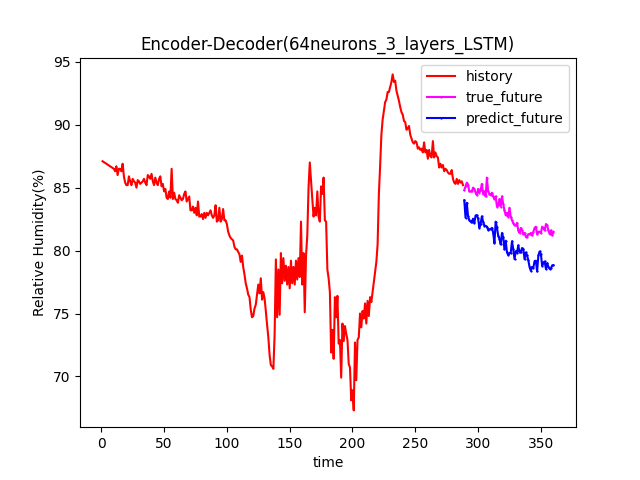 Encoder-Decoder(64neurons_3_layers_LSTM)
history
true_future
predict_future
Relative Humidity(%)
95
90
85
80
75
70
0 50 100 150 200 250 300 350
time